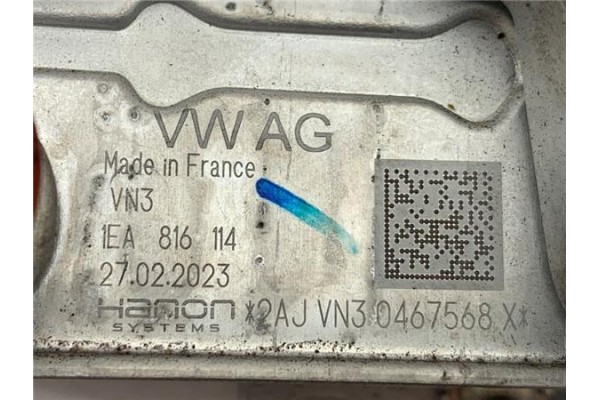 VW AG
Made in France
VN3
1EA 816 114
27.02.2023
Hanon SYSTEMS *2AJ VN3 0467568 X*